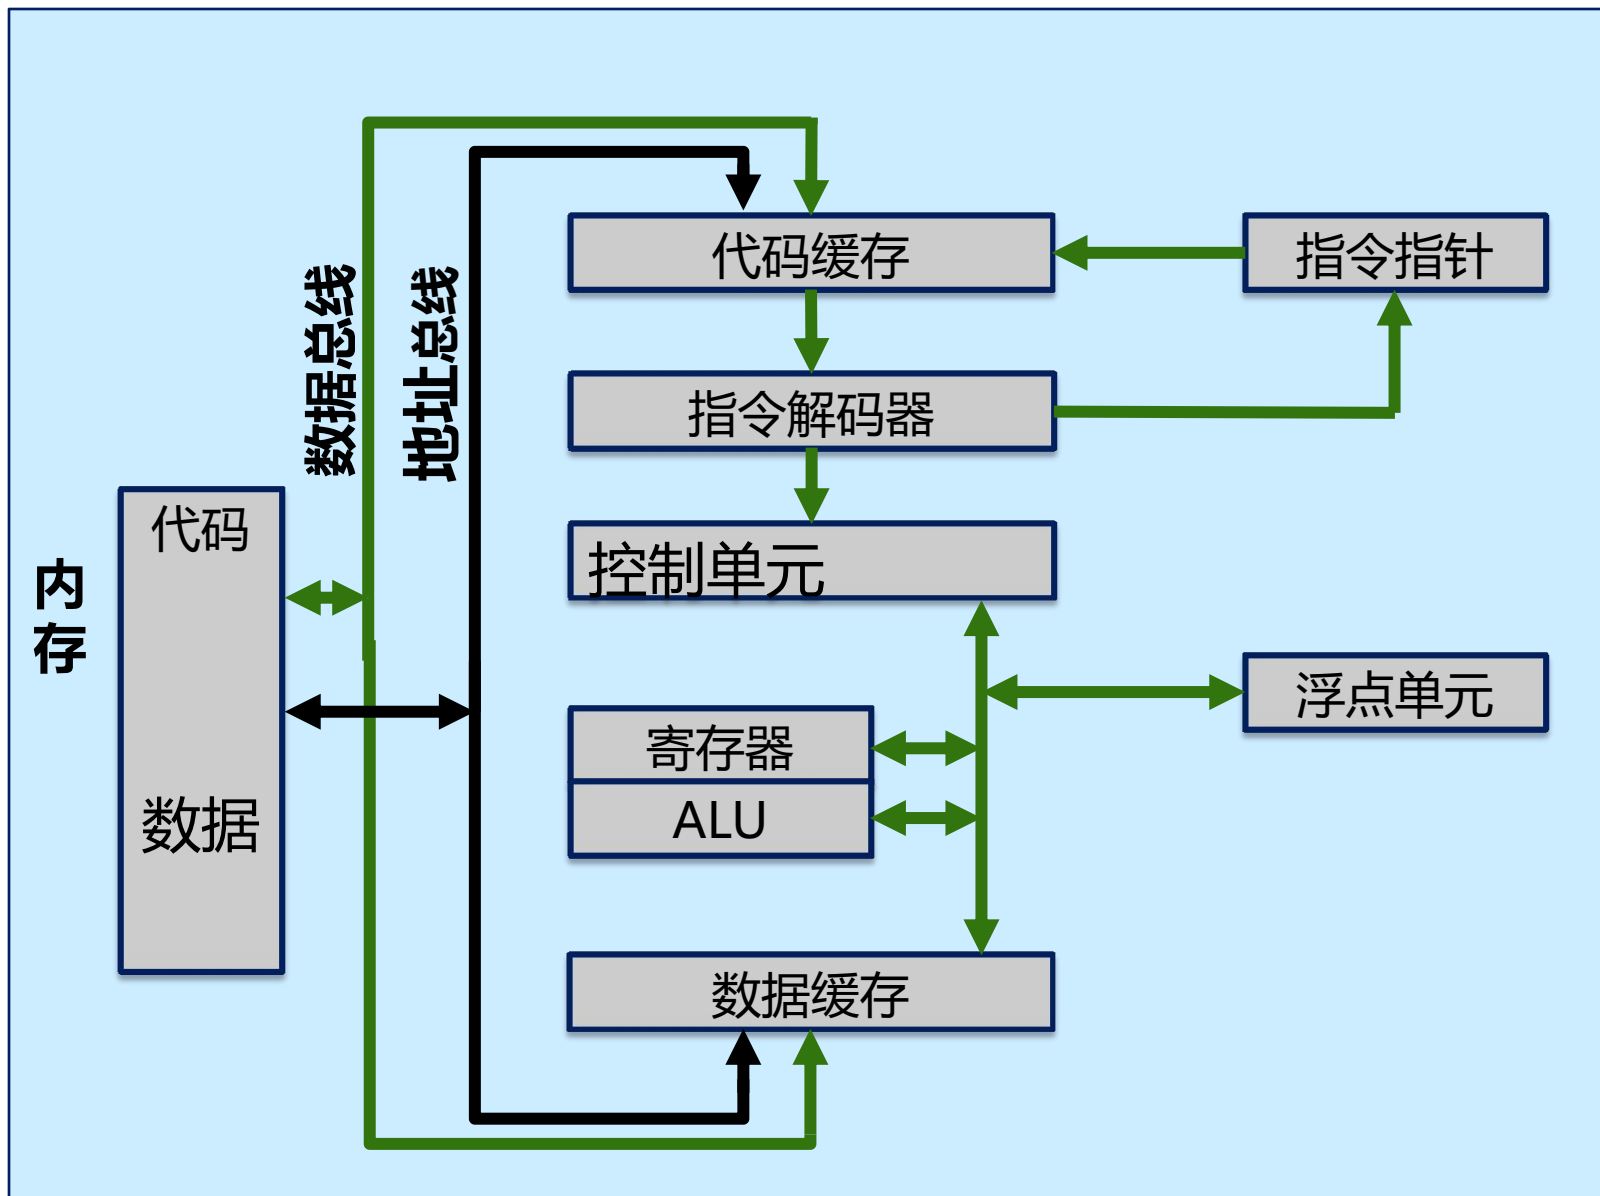 代码缓存
指令指针
数据总线
地址总线
指令解码器
代码
控制单元
内
存
浮点单元
寄存器
数据
ALU
数据缓存